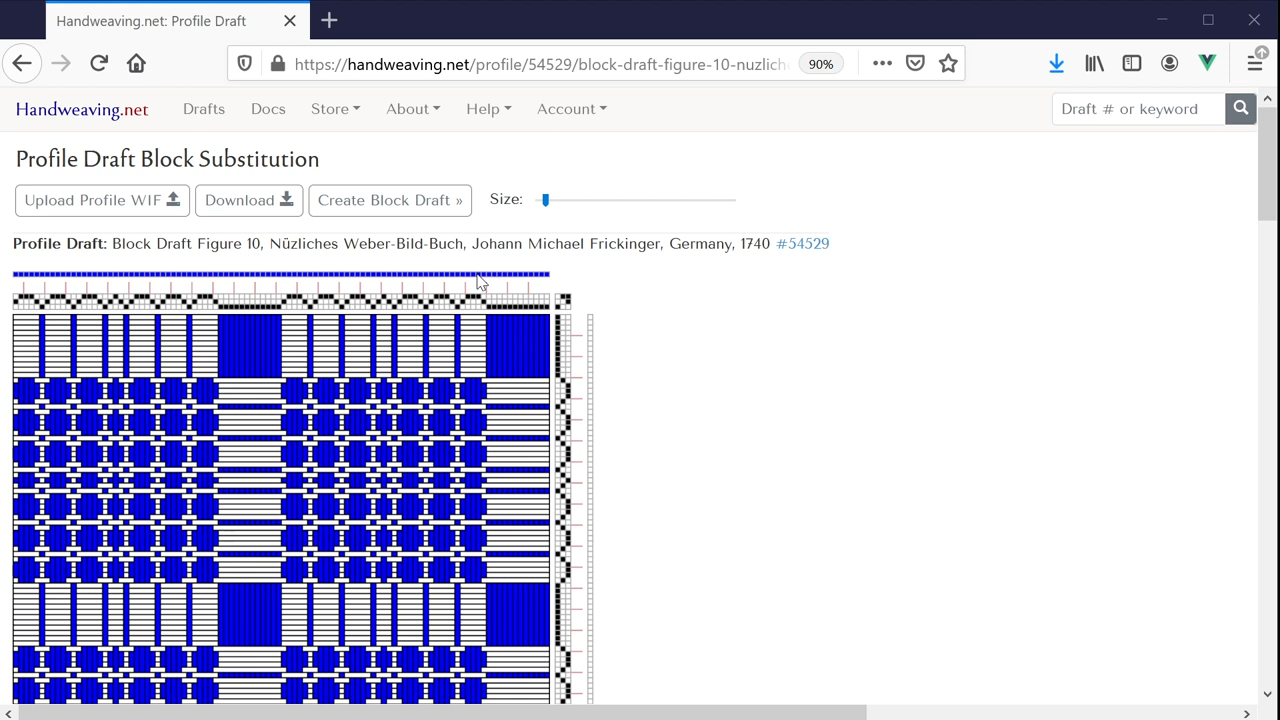 Handweaving.net: Profile Draft
https://handweaving.net/profile/54529/block-draft-figure-10-nuzlich
90%
Handweaving.net Drafts Docs Store About Help Account Draft # or keyword
Profile Draft Block Substitution
Upload Profile WIF Download Create Block Draft » Size:
Profile Draft: Block Draft Figure 10, Nüzliches Weber-Bild-Buch, Johann Michael Frickinger, Germany, 1740 #54529